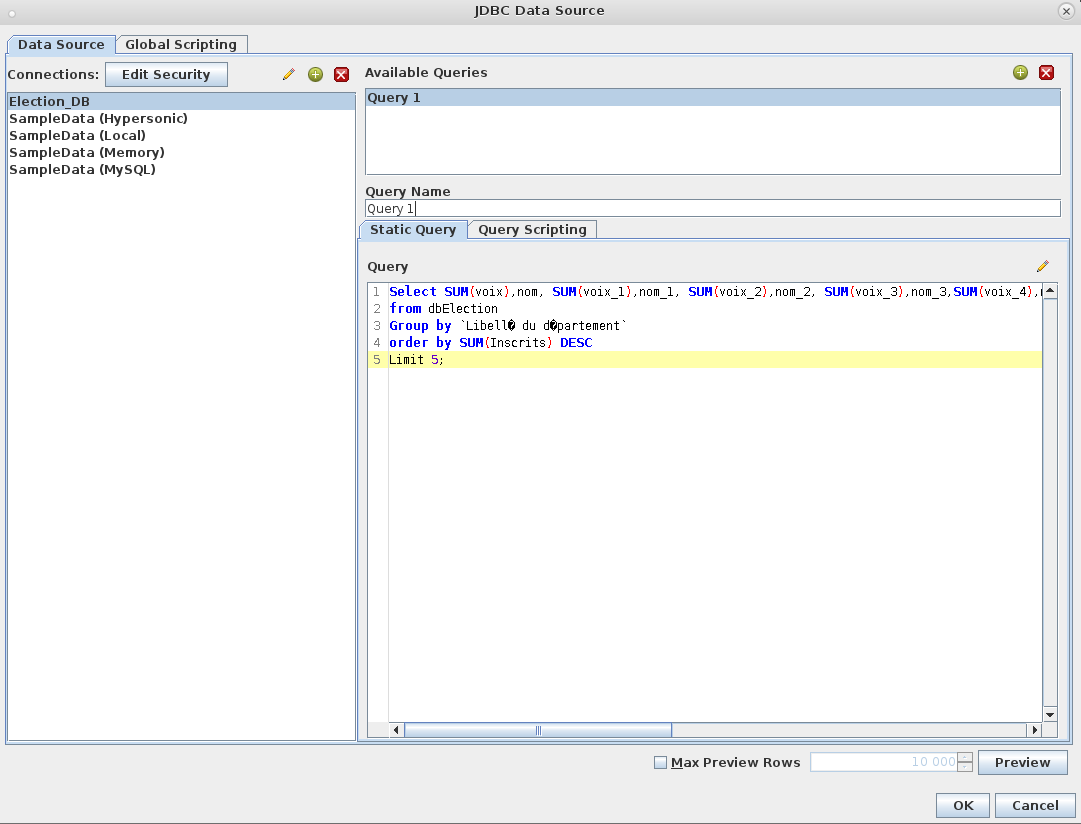 JDBC Data Source
Data Source
Global Scripting
Connections:
Edit Security
Election_DB
SampleData (Hypersonic)
SampleData (Local)
SampleData (Memory)
SampleData (MySQL)
Available Queries
Query 1
Query Name
Query 1
Static Query
Query Scripting
Query
1 Select SUM(voix),nom, SUM(voix_1),nom_1, SUM(voix_2),nom_2, SUM(voix_3),nom_3,SUM(voix_4),
2 from dbElection
3 Group by `Libell� du d�partement`
4 order by SUM(Inscrits) DESC
5 Limit 5;
Max Preview Rows
10 000
Preview
OK
Cancel